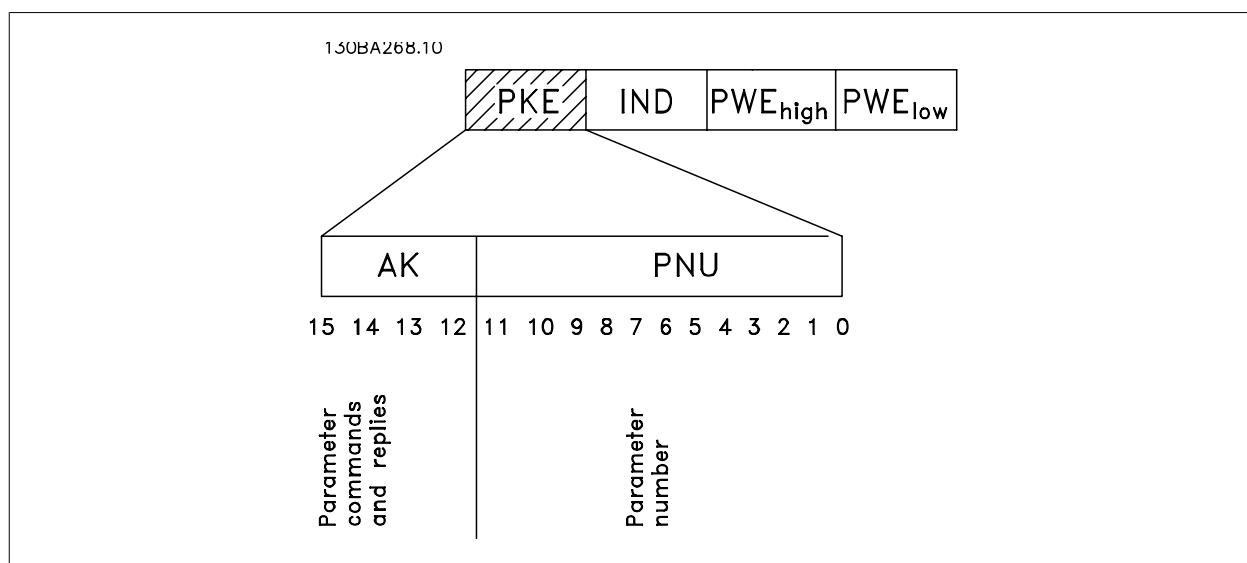 130BA268.10
PKE IND PWEhigh PWElow
AK PNU
15 14 13 12 11 10 9 8 7 6 5 4 3 2 1 0
Parameter
commands
and replies
Parameter
number